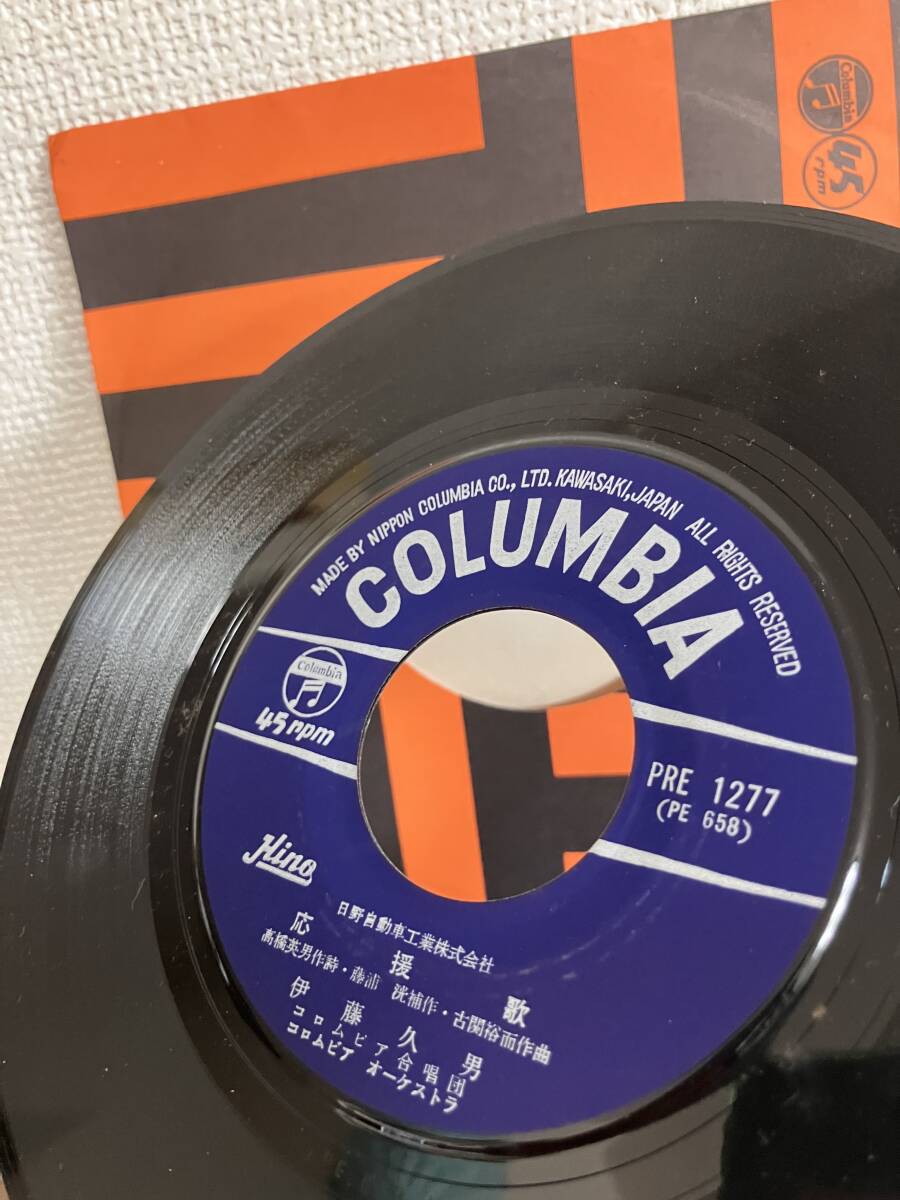 Columbia
45
rpm
MADE BY NIPPON COLUMBIA CO., LTD. KAWASAKI, JAPAN ALL RIGHTS RESERVED
COLUMBIA
Columbia
45 rpm
PRE 1277
(PE 658)
Hino
日野自動車工業株式会社
応援歌
高橋英男作詩・藤浦 洸補作・古関裕而作曲
伊藤久男
コロムビア合唱団
コロムビア オーケストラ